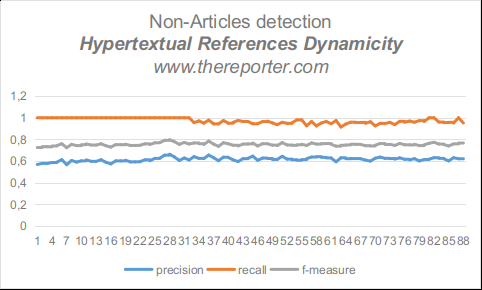 Non-Articles detection
Hypertextual References Dynamicity
www.thereporter.com
1,2
1
0,8
0,6
0,4
0,2
0
1 4 7 10 13 16 19 22 25 28 31 34 37 40 43 46 49 52 55 58 61 64 67 70 73 76 79 82 85 88
precision recall f-measure